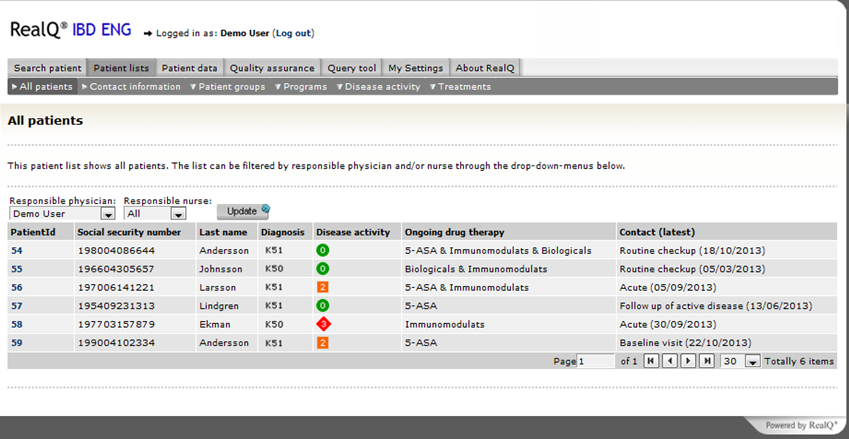 RealQ® IBD ENG → Logged in as: Demo User (Log out)
Search patient Patient lists Patient data Quality assurance Query tool My Settings About RealQ
All patients Contact information Patient groups Programs Disease activity Treatments
All patients
This patient list shows all patients. The list can be filtered by responsible physician and/or nurse through the drop-down-menus below.
Responsible physician: Responsible nurse:
Demo User All Update
PatientId Social security number Last name Diagnosis Disease activity Ongoing drug therapy Contact (latest)
54 198004086644 Andersson K51 0 5-ASA & Immunomodulats & Biologicals Routine checkup (18/10/2013)
55 196604305657 Johnsson K50 0 Biologicals & Immunomodulats Routine checkup (05/03/2013)
56 197006141221 Larsson K51 2 5-ASA & Immunomodulats Acute (05/09/2013)
57 195409231313 Lindgren K51 0 5-ASA Follow up of active disease (13/06/2013)
58 197703157879 Ekman K50 3 Immunomodulats Acute (30/09/2013)
59 199004102334 Andersson K51 2 5-ASA Baseline visit (22/10/2013)
Page 1 of 1 30 Totally 6 items
Powered by RealQ®